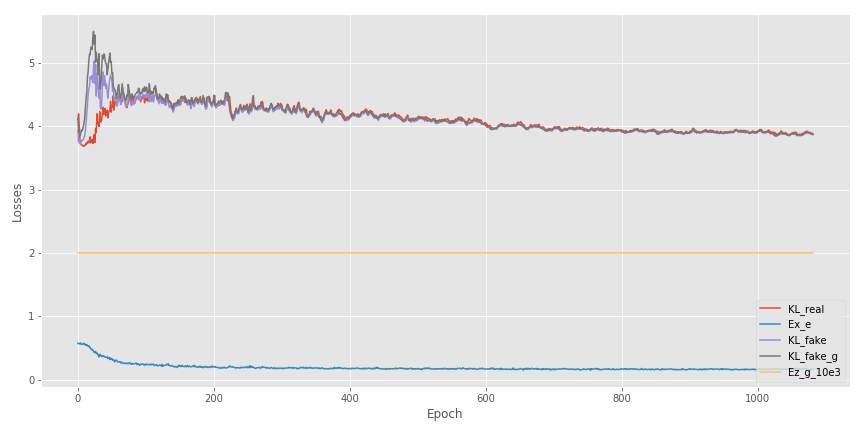 5
4
3
2
1
0
Losses
0
200
400
600
800
1000
Epoch
KL_real
Ex_e
KL_fake
KL_fake_g
Ez_g_10e3